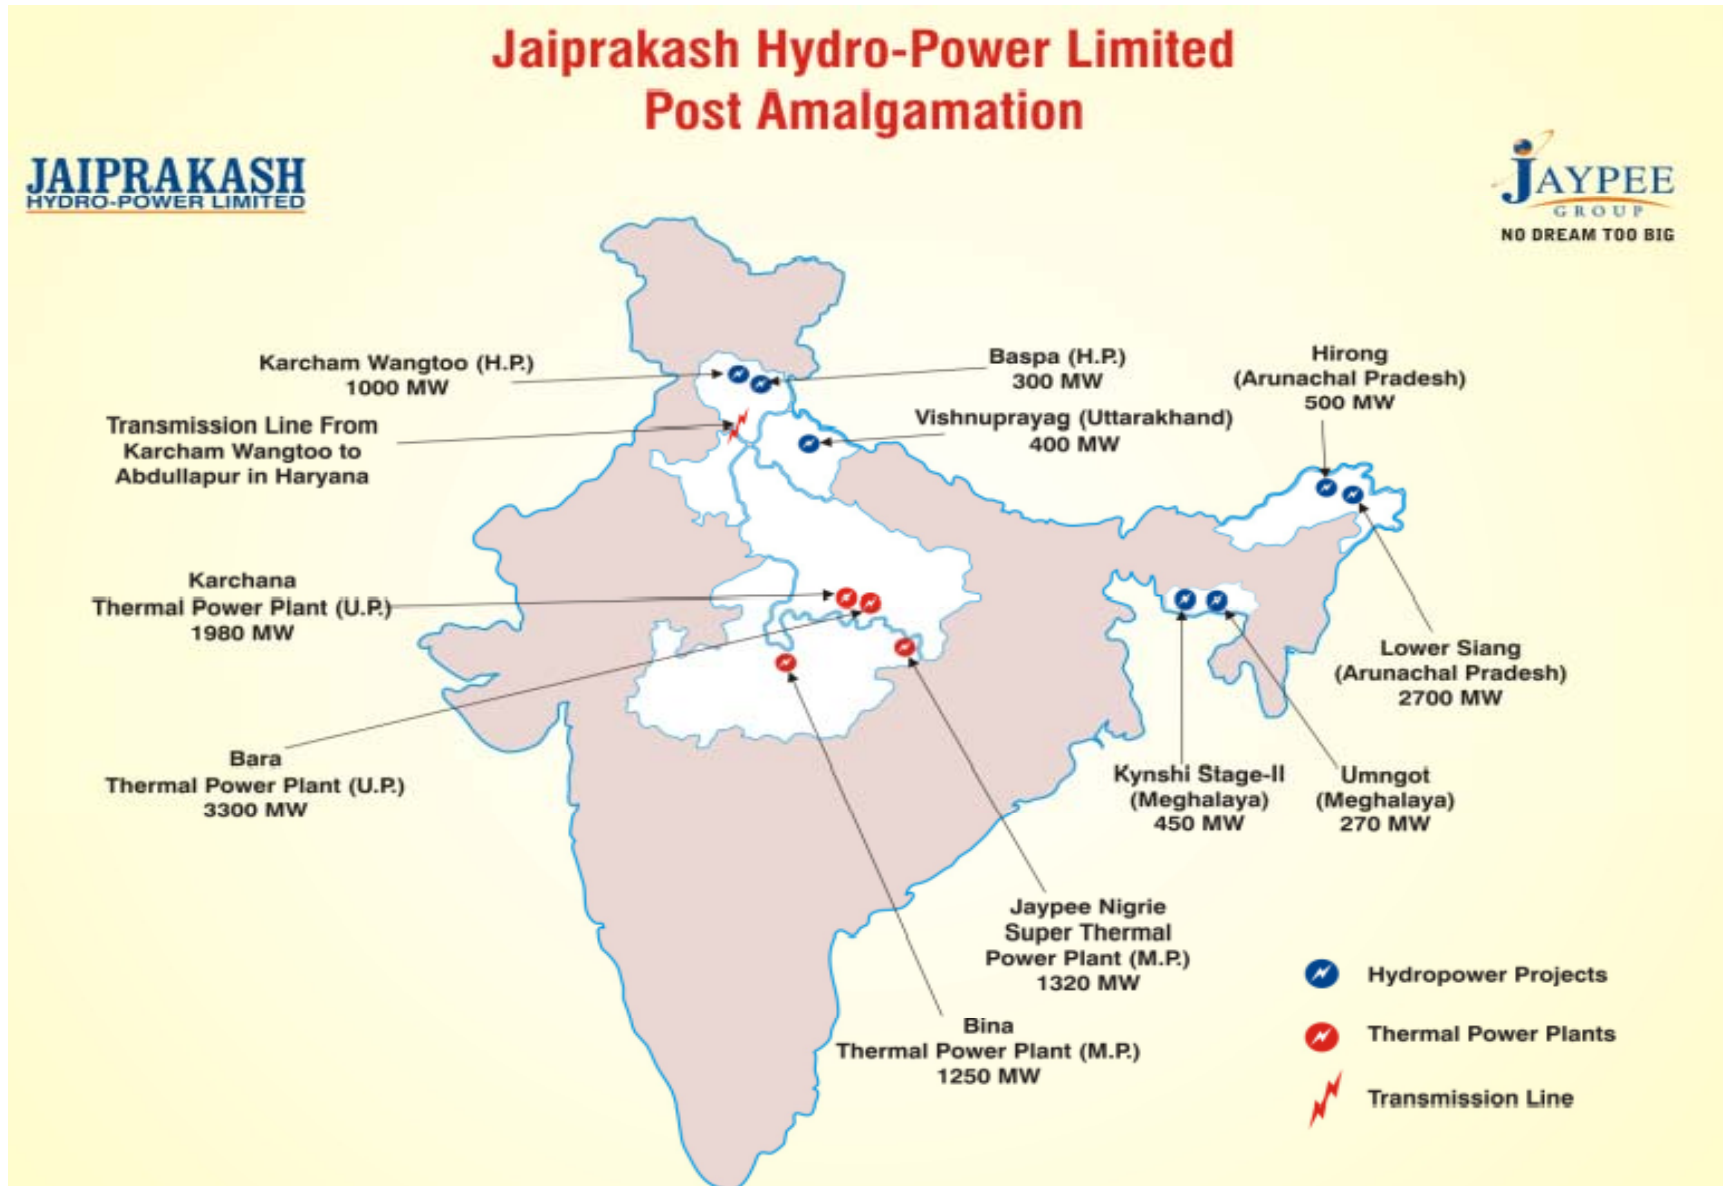 Jaiprakash Hydro-Power Limited
Post Amalgamation
JAIPRAKASH
HYDRO-POWER LIMITED
JAYPEE
GROUP
NO DREAM TOO BIG
Karcham Wangtoo (H.P.)
1000 MW
Baspa (H.P.)
300 MW
Hirong
(Arunachal Pradesh)
500 MW
Transmission Line From
Karcham Wangtoo to
Abdullapur in Haryana
Vishnuprayag (Uttarakhand)
400 MW
Karchana
Thermal Power Plant (U.P.)
1980 MW
Lower Siang
(Arunachal Pradesh)
2700 MW
Bara
Thermal Power Plant (U.P.)
3300 MW
Kynshi Stage-II
(Meghalaya)
450 MW
Umngot
(Meghalaya)
270 MW
Jaypee Nigrie
Super Thermal
Power Plant (M.P.)
1320 MW
Bina
Thermal Power Plant (M.P.)
1250 MW
Hydropower Projects
Thermal Power Plants
Transmission Line